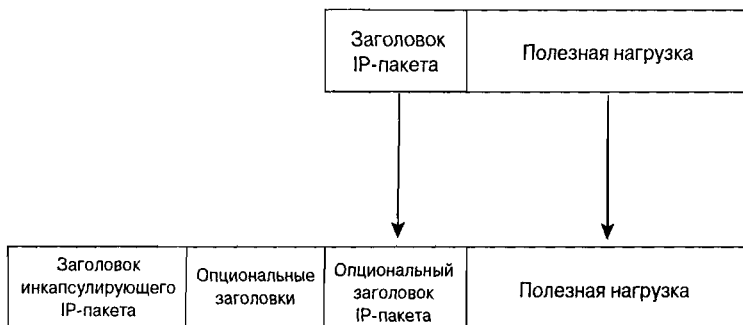 Заголовок
IP-пакета
Полезная нагрузка
Заголовок
инкапсулирующего
IP-пакета
Опциональные
заголовки
Опциональный
заголовок
IP-пакета
Полезная нагрузка